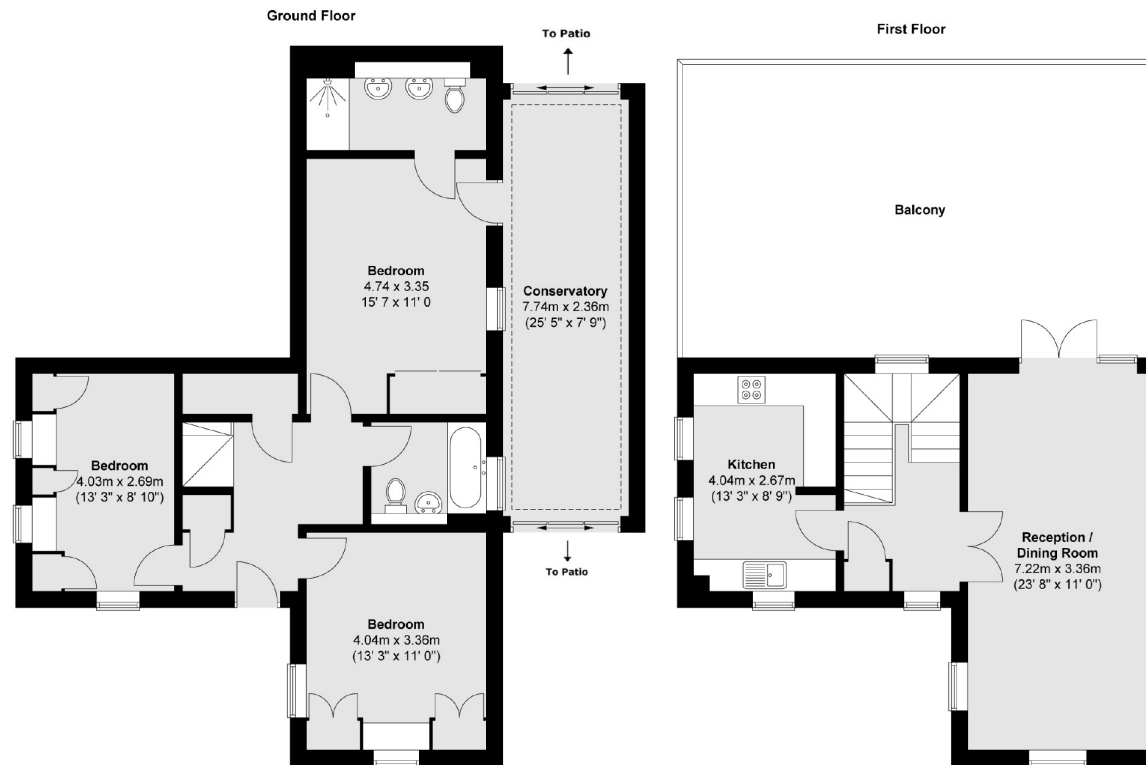 Ground Floor
To Patio
Bedroom
4.74 x 3.35
15' 7 x 11' 0
Conservatory
7.74m x 2.36m
(25' 5" x 7' 9")
Bedroom
4.03m x 2.69m
(13' 3" x 8' 10")
To Patio
Bedroom
4.04m x 3.36m
(13' 3" x 11' 0")
First Floor
Balcony
Kitchen
4.04m x 2.67m
(13' 3" x 8' 9")
Reception /
Dining Room
7.22m x 3.36m
(23' 8" x 11' 0")